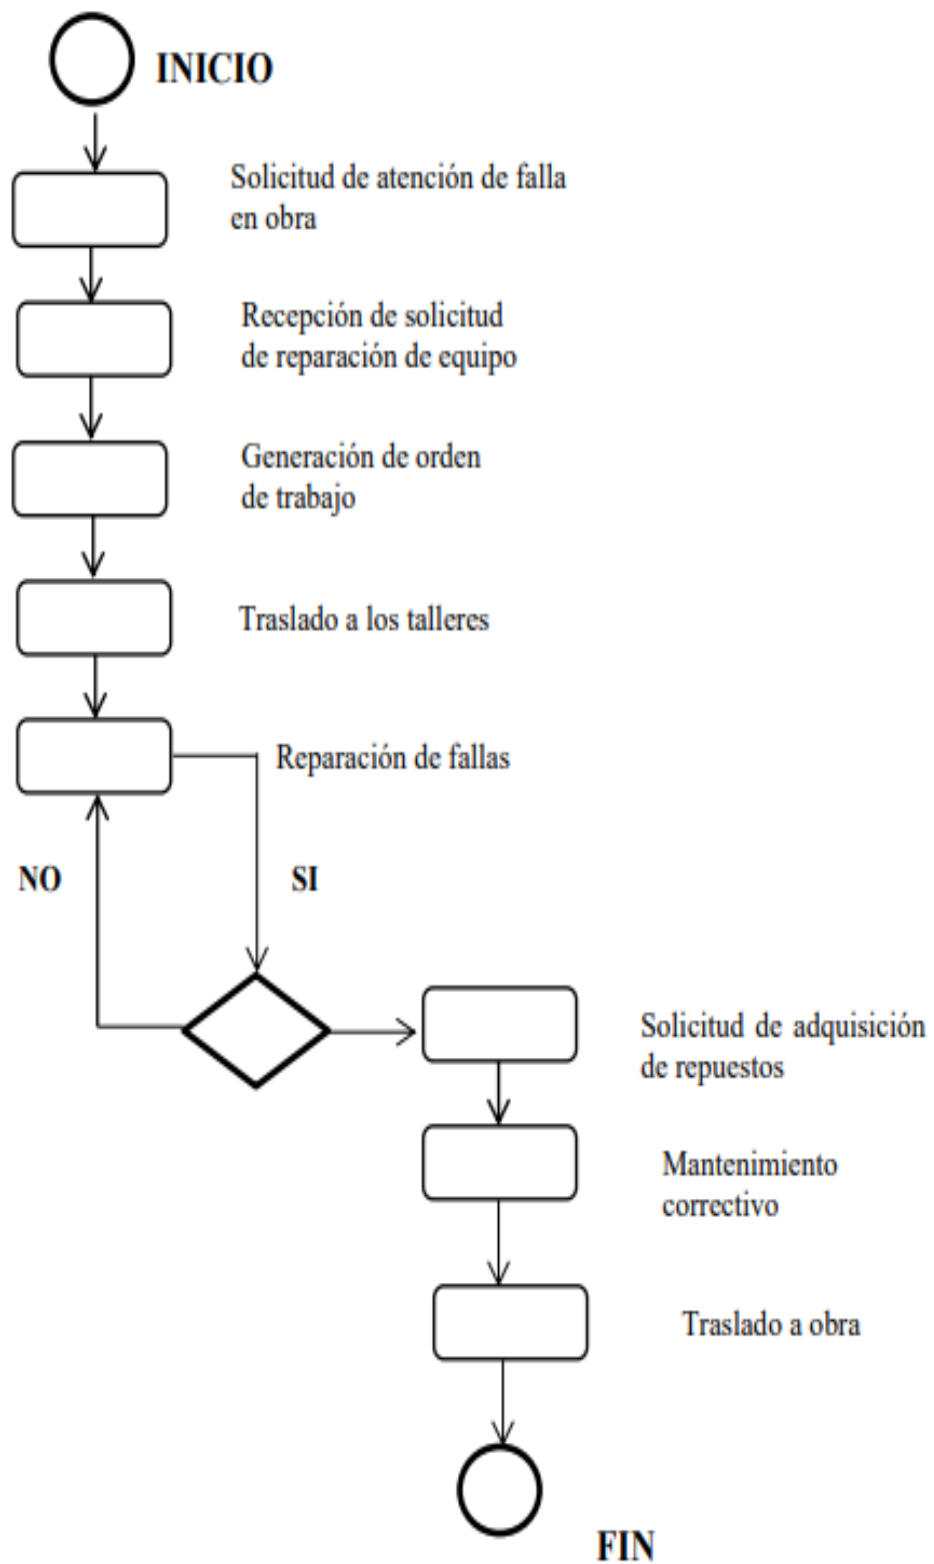 INICIO
Solicitud de atención de falla
en obra
Recepción de solicitud
de reparación de equipo
Generación de orden
de trabajo
Traslado a los talleres
Reparación de fallas
NO
SI
Solicitud de adquisición
de repuestos
Mantenimiento
correctivo
Traslado a obra
FIN